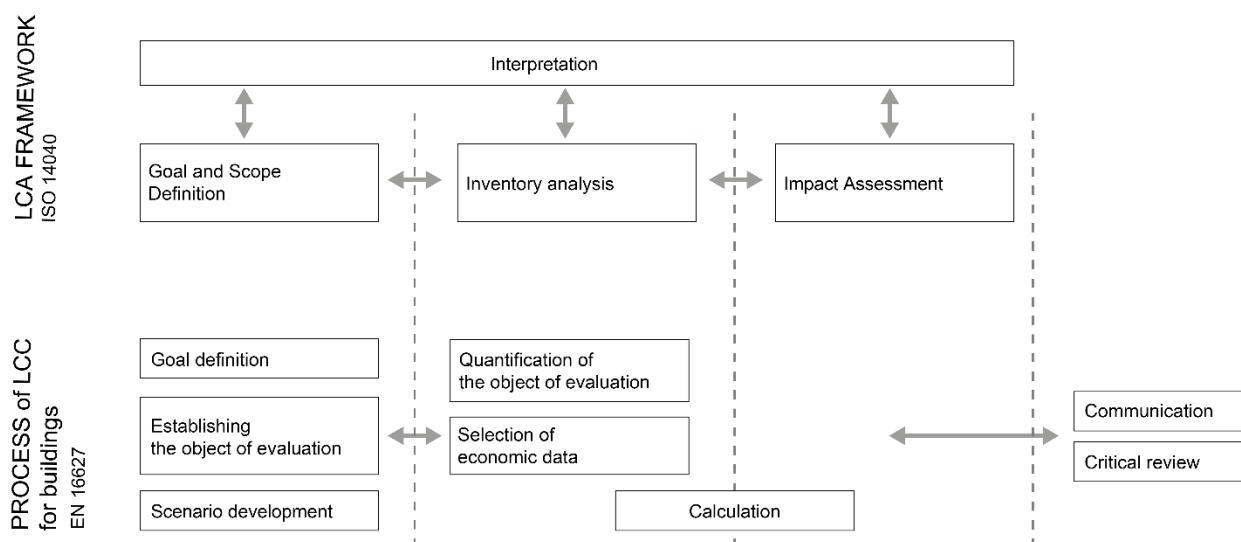 LCA FRAMEWORK
ISO 14040
Interpretation
Goal and Scope
Definition
Inventory analysis
Impact Assessment
PROCESS of LCC
for buildings
EN 16627
Goal definition
Establishing
the object of evaluation
Scenario development
Quantification of
the object of evaluation
Selection of
economic data
Calculation
Communication
Critical review